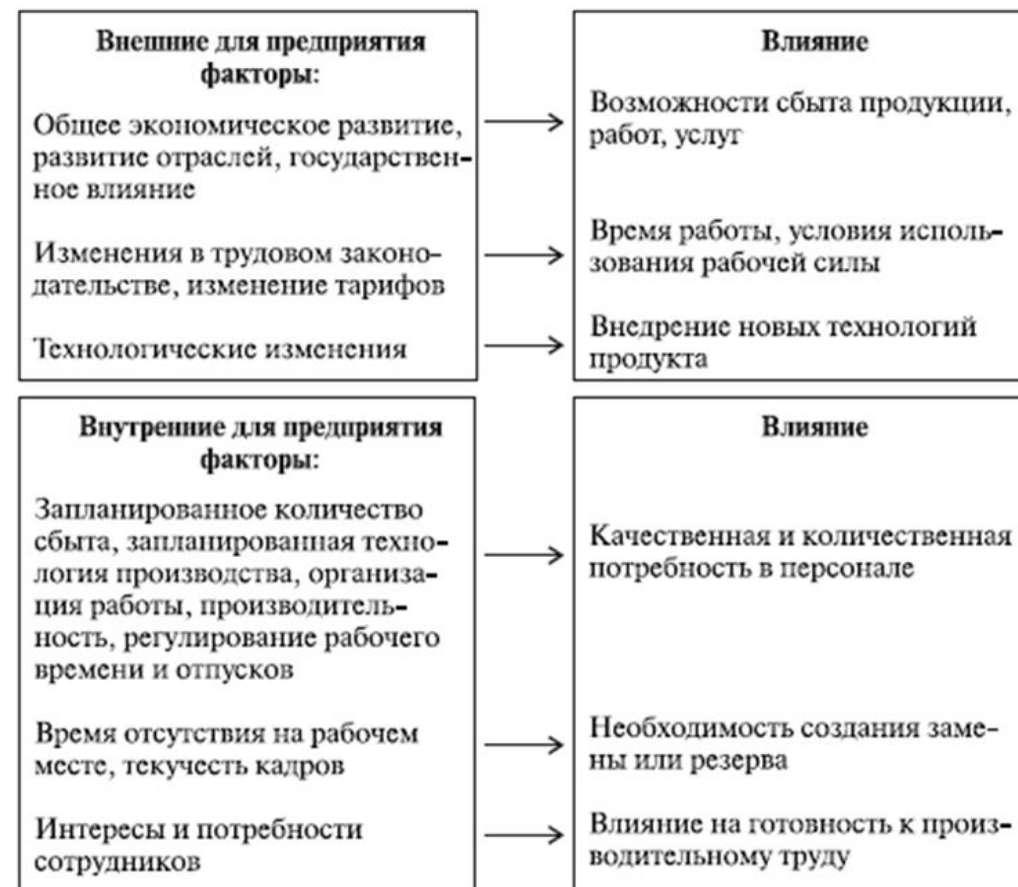 Внешние для предприятия
факторы:
Общее экономическое развитие,
развитие отраслей, государствен-
ное влияние
Изменения в трудовом законо-
дательстве, изменение тарифов
Технологические изменения
Влияние
Возможности сбыта продукции,
работ, услуг
Время работы, условия исполь-
зования рабочей силы
Внедрение новых технологий
продукта
Внутренние для предприятия
факторы:
Запланированное количество
сбыта, запланированная техно-
логия производства, организа-
ция работы, производитель-
ность, регулирование рабочего
времени и отпусков
Время отсутствия на рабочем
месте, текучесть кадров
Интересы и потребности
сотрудников
Влияние
Качественная и количественная
потребность в персонале
Необходимость создания заме-
ны или резерва
Влияние на готовность к произ-
водительному труду